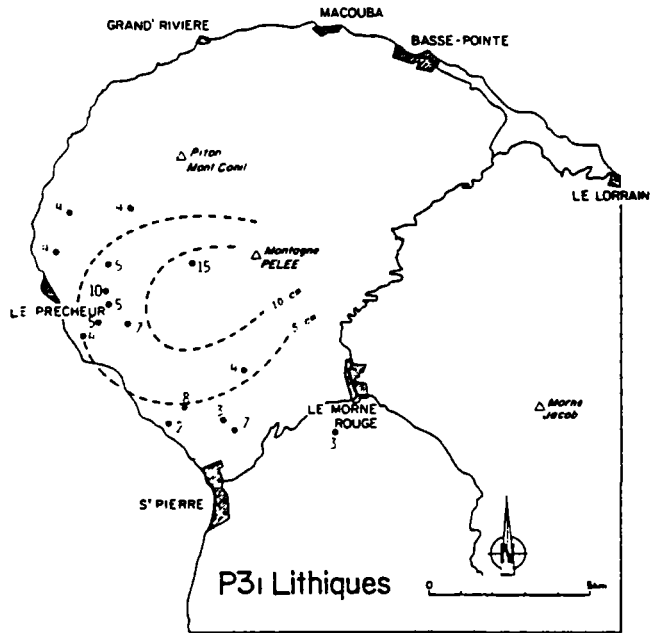 MACOUBA
GRAND' RIVIERE
BASSE-POINTE
Piton
Mont Conil
LE LORRAIN
4
4
4
Montagne
PELEE
5
15
10
10 cm
LE PRECHEUR
5
5
7
5 cm
4
4
8
3
7
7
LE MORNE
ROUGE
3
Morne
Jacob
St PIERRE
N
P31 Lithiques
0
5km